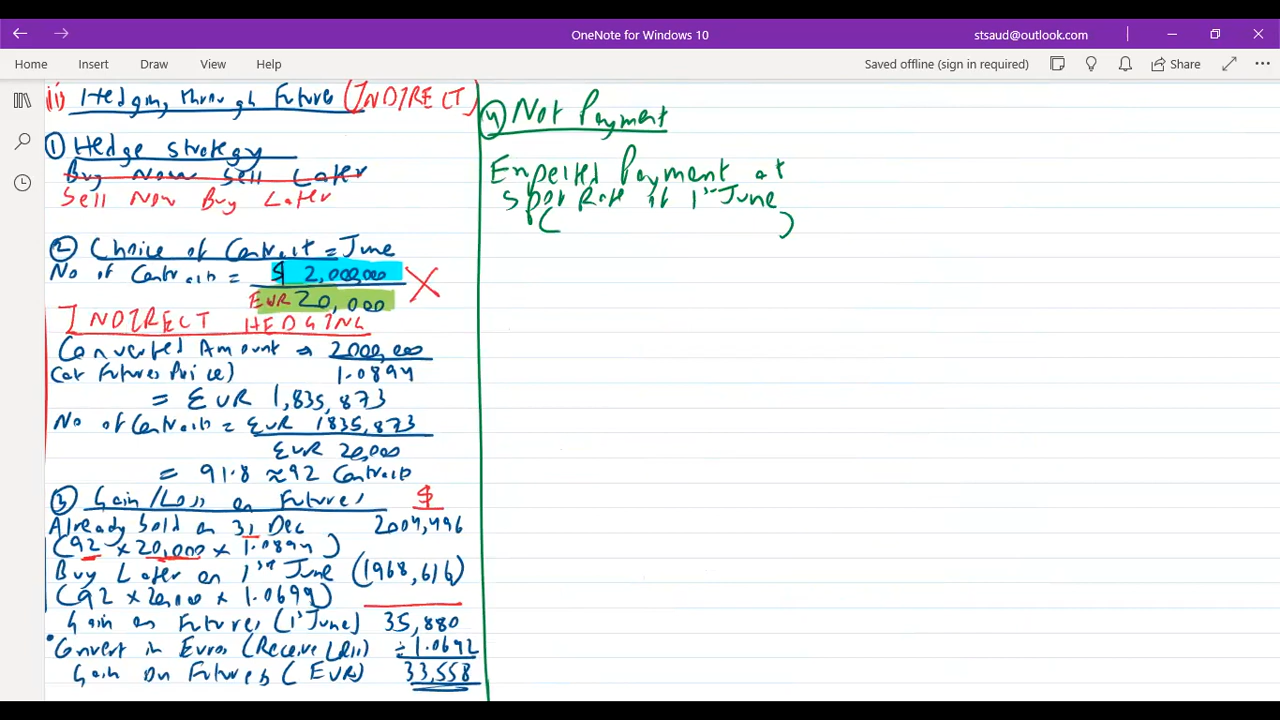 OneNote for Windows 10
stsaud@outlook.com
Home Insert Draw View Help
Saved offline (sign in required)
Share
ii) Hedging through Future (INDIRECT)
① Hedge strategy
Buy Now Sell Later
Sell Now Buy Later
② Choice of Contract = June
No of Contracts = $ 2,000,000
EUR 20,000
X
INDIRECT HEDGING
Converted Amount → 2000,000
(at Futures Price) 1.0894
= EUR 1,835,873
No of Contracts = EUR 1835,873
EUR 20,000
= 91.8 ≈ 92 Contracts
③ Gain/Loss on Futures $
Already Sold on 31 Dec 2004,496
(92 x 20,000 x 1.0894)
Buy Later on 1st June (1968,616)
(92 x 20,000 x 1.0699)
Gain on Futures (1st June) 35,880
• Convert in Euros (Receive/ ÷ 1.0692
Gain on Futures (EUR) 33,558
④ Not Payment
Expected Payment at
spot Rate if 1st June
( )